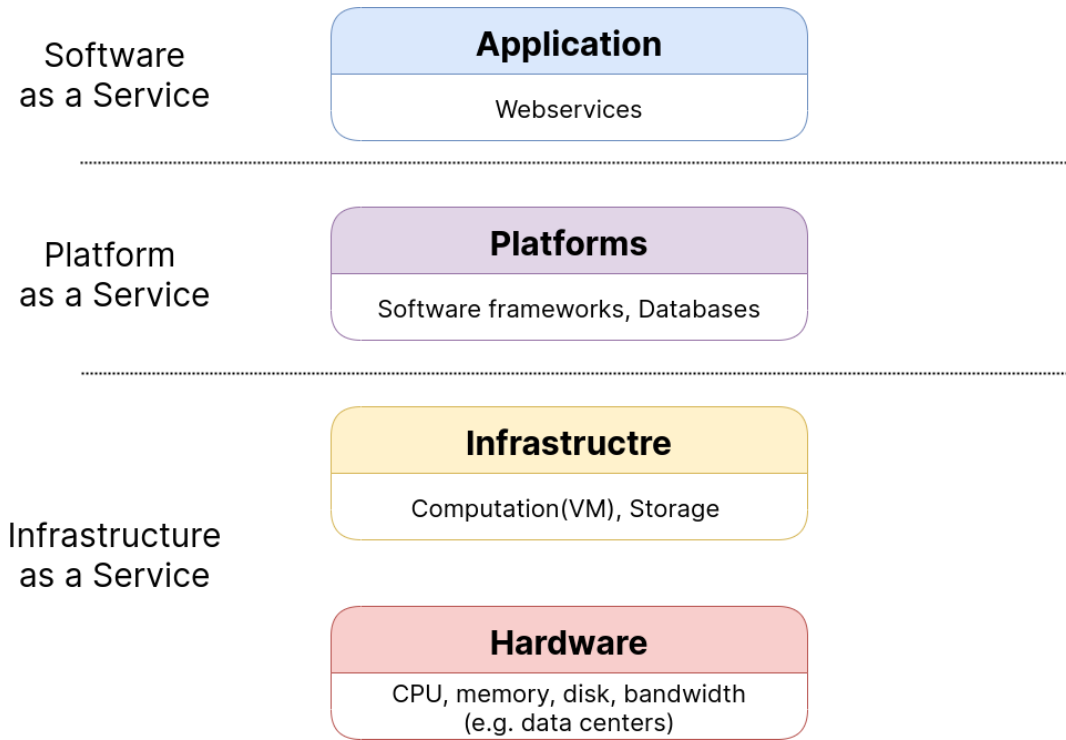 Software
as a Service
Application
Webservices
Platform
as a Service
Platforms
Software frameworks, Databases
Infrastructre
Computation(VM), Storage
Infrastructure
as a Service
Hardware
CPU, memory, disk, bandwidth
(e.g. data centers)